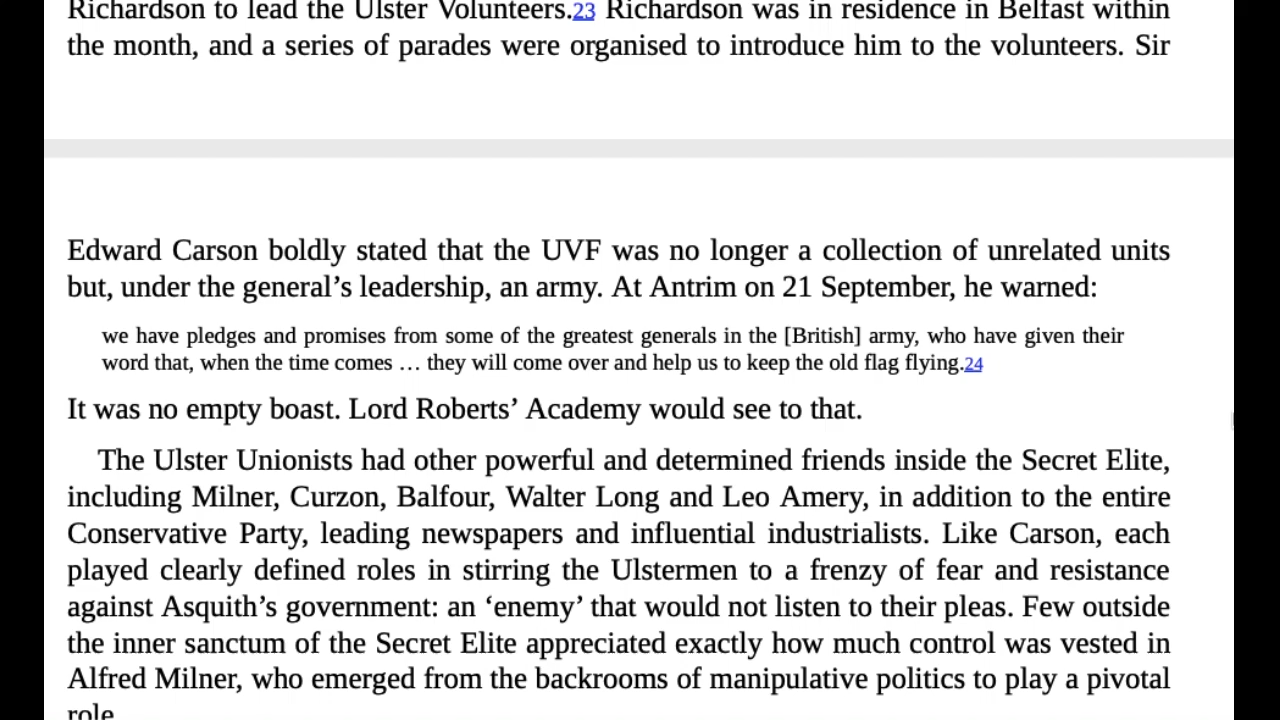 Richardson to lead the Ulster Volunteers.23 Richardson was in residence in Belfast within
the month, and a series of parades were organised to introduce him to the volunteers. Sir
Edward Carson boldly stated that the UVF was no longer a collection of unrelated units
but, under the general’s leadership, an army. At Antrim on 21 September, he warned:
we have pledges and promises from some of the greatest generals in the [British] army, who have given their
word that, when the time comes … they will come over and help us to keep the old flag flying.24
It was no empty boast. Lord Roberts’ Academy would see to that.
The Ulster Unionists had other powerful and determined friends inside the Secret Elite,
including Milner, Curzon, Balfour, Walter Long and Leo Amery, in addition to the entire
Conservative Party, leading newspapers and influential industrialists. Like Carson, each
played clearly defined roles in stirring the Ulstermen to a frenzy of fear and resistance
against Asquith’s government: an ‘enemy’ that would not listen to their pleas. Few outside
the inner sanctum of the Secret Elite appreciated exactly how much control was vested in
Alfred Milner, who emerged from the backrooms of manipulative politics to play a pivotal
role